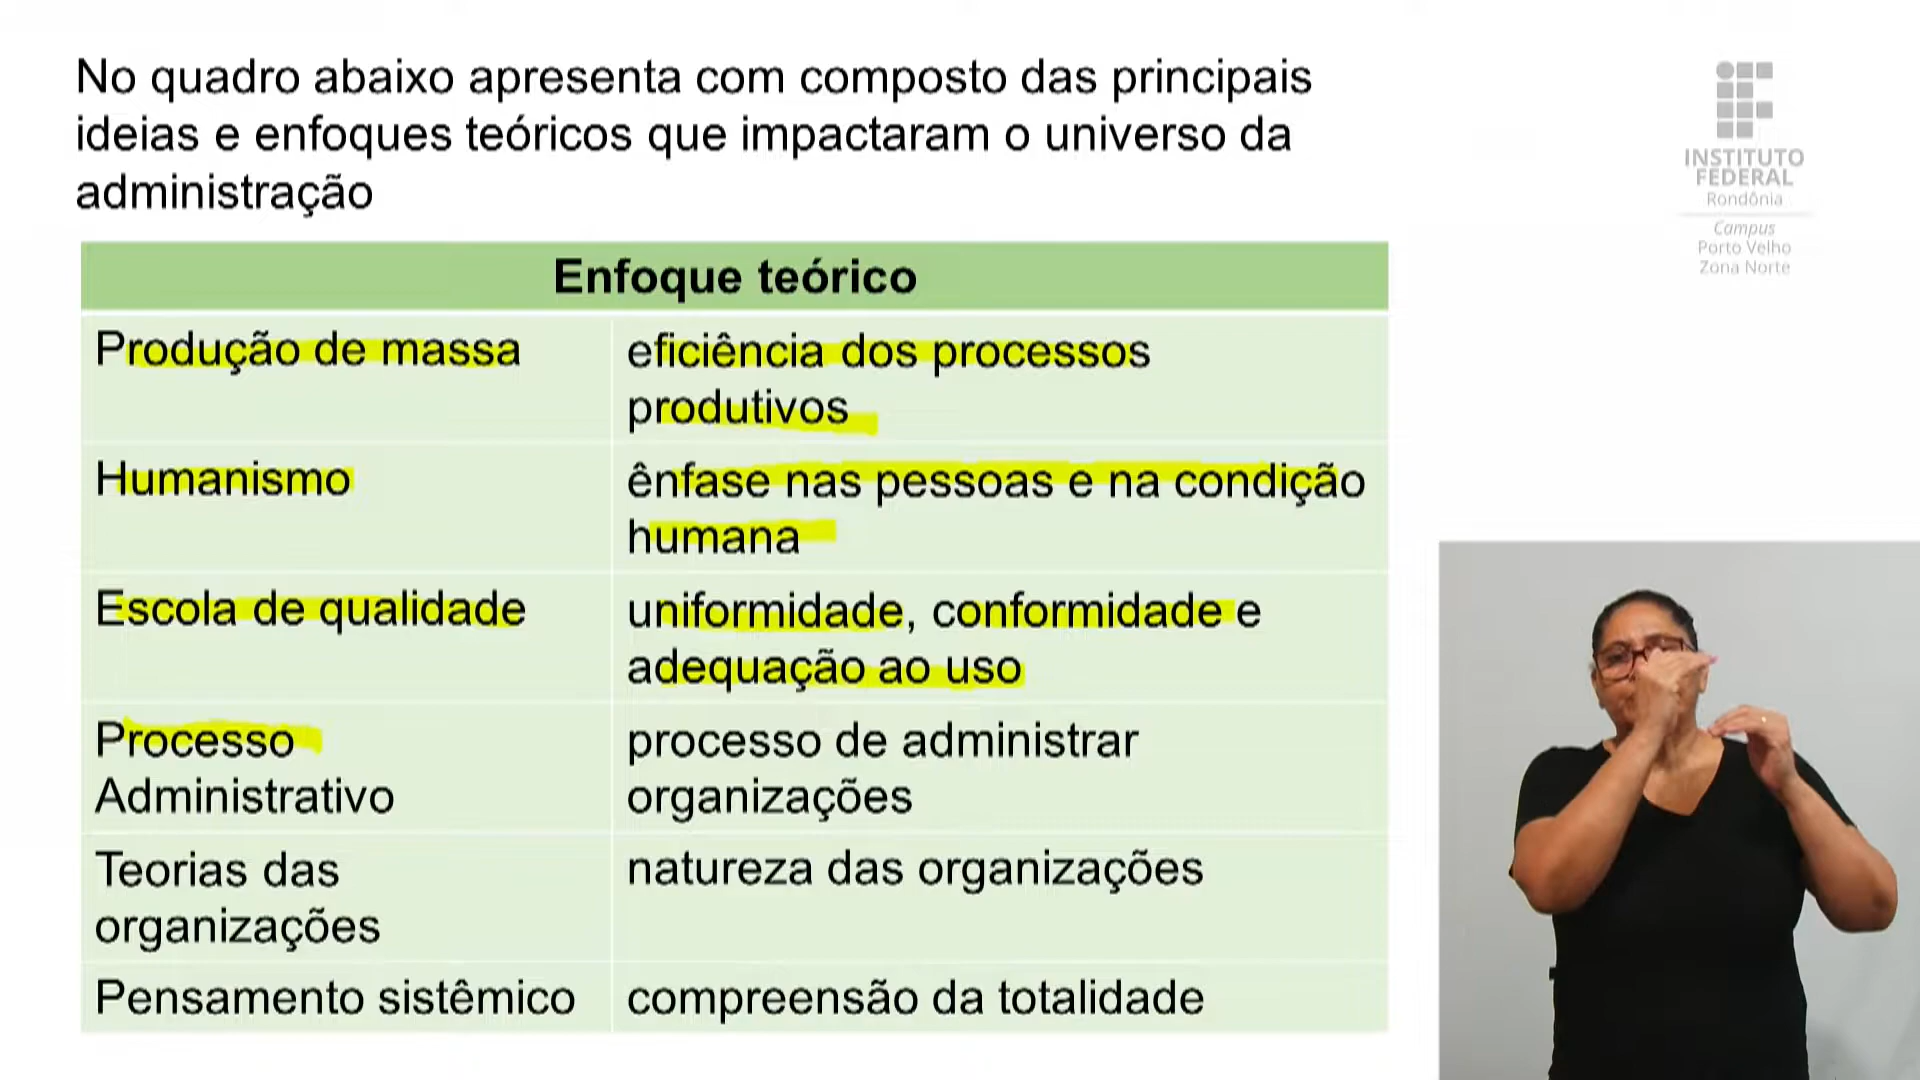 No quadro abaixo apresenta com composto das principais
ideias e enfoques teóricos que impactaram o universo da
administração
INSTITUTO
FEDERAL
Rondônia
Campus
Porto Velho
Zona Norte
Enfoque teórico
Produção de massa
eficiência dos processos
produtivos
Humanismo
ênfase nas pessoas e na condição
humana
Escola de qualidade
uniformidade, conformidade e
adequação ao uso
Processo
Administrativo
processo de administrar
organizações
Teorias das
organizações
natureza das organizações
Pensamento sistêmico
compreensão da totalidade